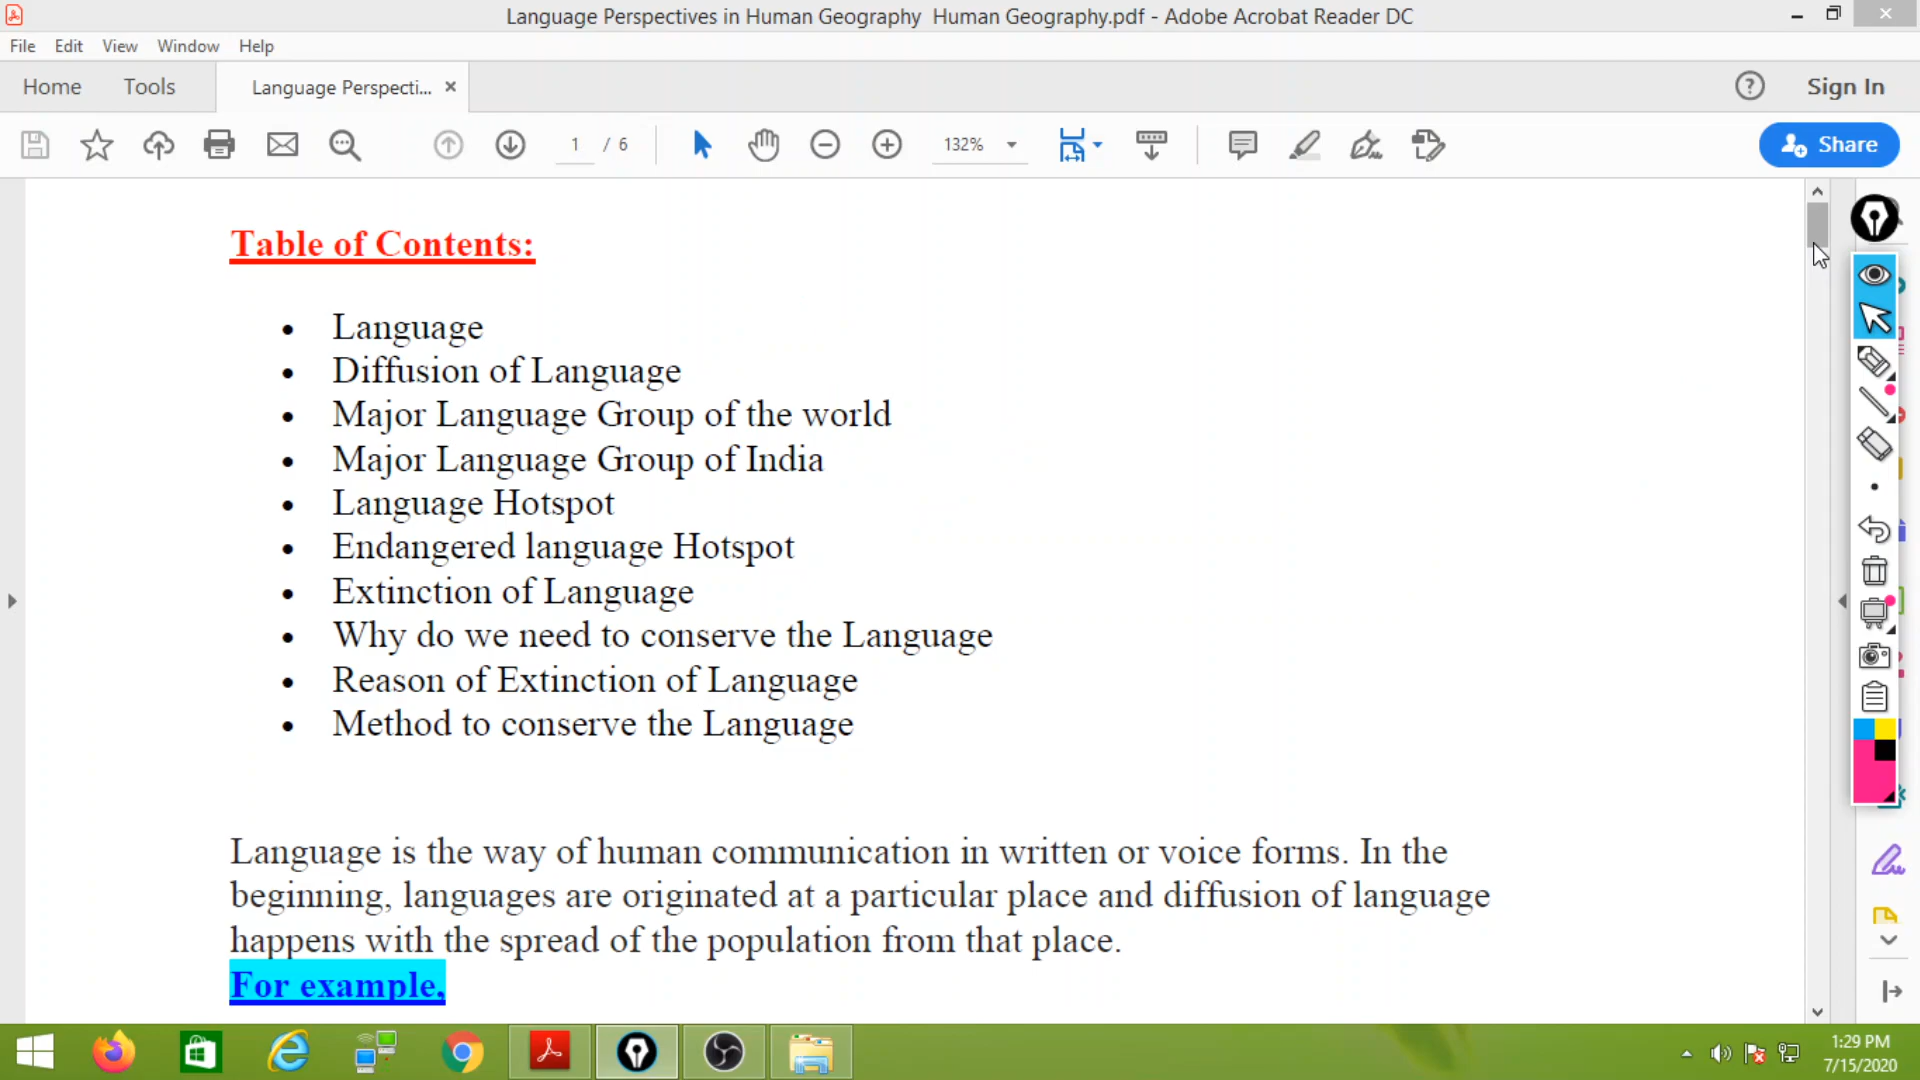 Language Perspectives in Human Geography  Human Geography.pdf - Adobe Acrobat Reader DC
File Edit View Window Help
Home Tools Language Perspecti... × Sign In
1 / 6 132% Share
Table of Contents:
• Language
• Diffusion of Language
• Major Language Group of the world
• Major Language Group of India
• Language Hotspot
• Endangered language Hotspot
• Extinction of Language
• Why do we need to conserve the Language
• Reason of Extinction of Language
• Method to conserve the Language
Language is the way of human communication in written or voice forms. In the
beginning, languages are originated at a particular place and diffusion of language
happens with the spread of the population from that place.
For example,
1:29 PM
7/15/2020